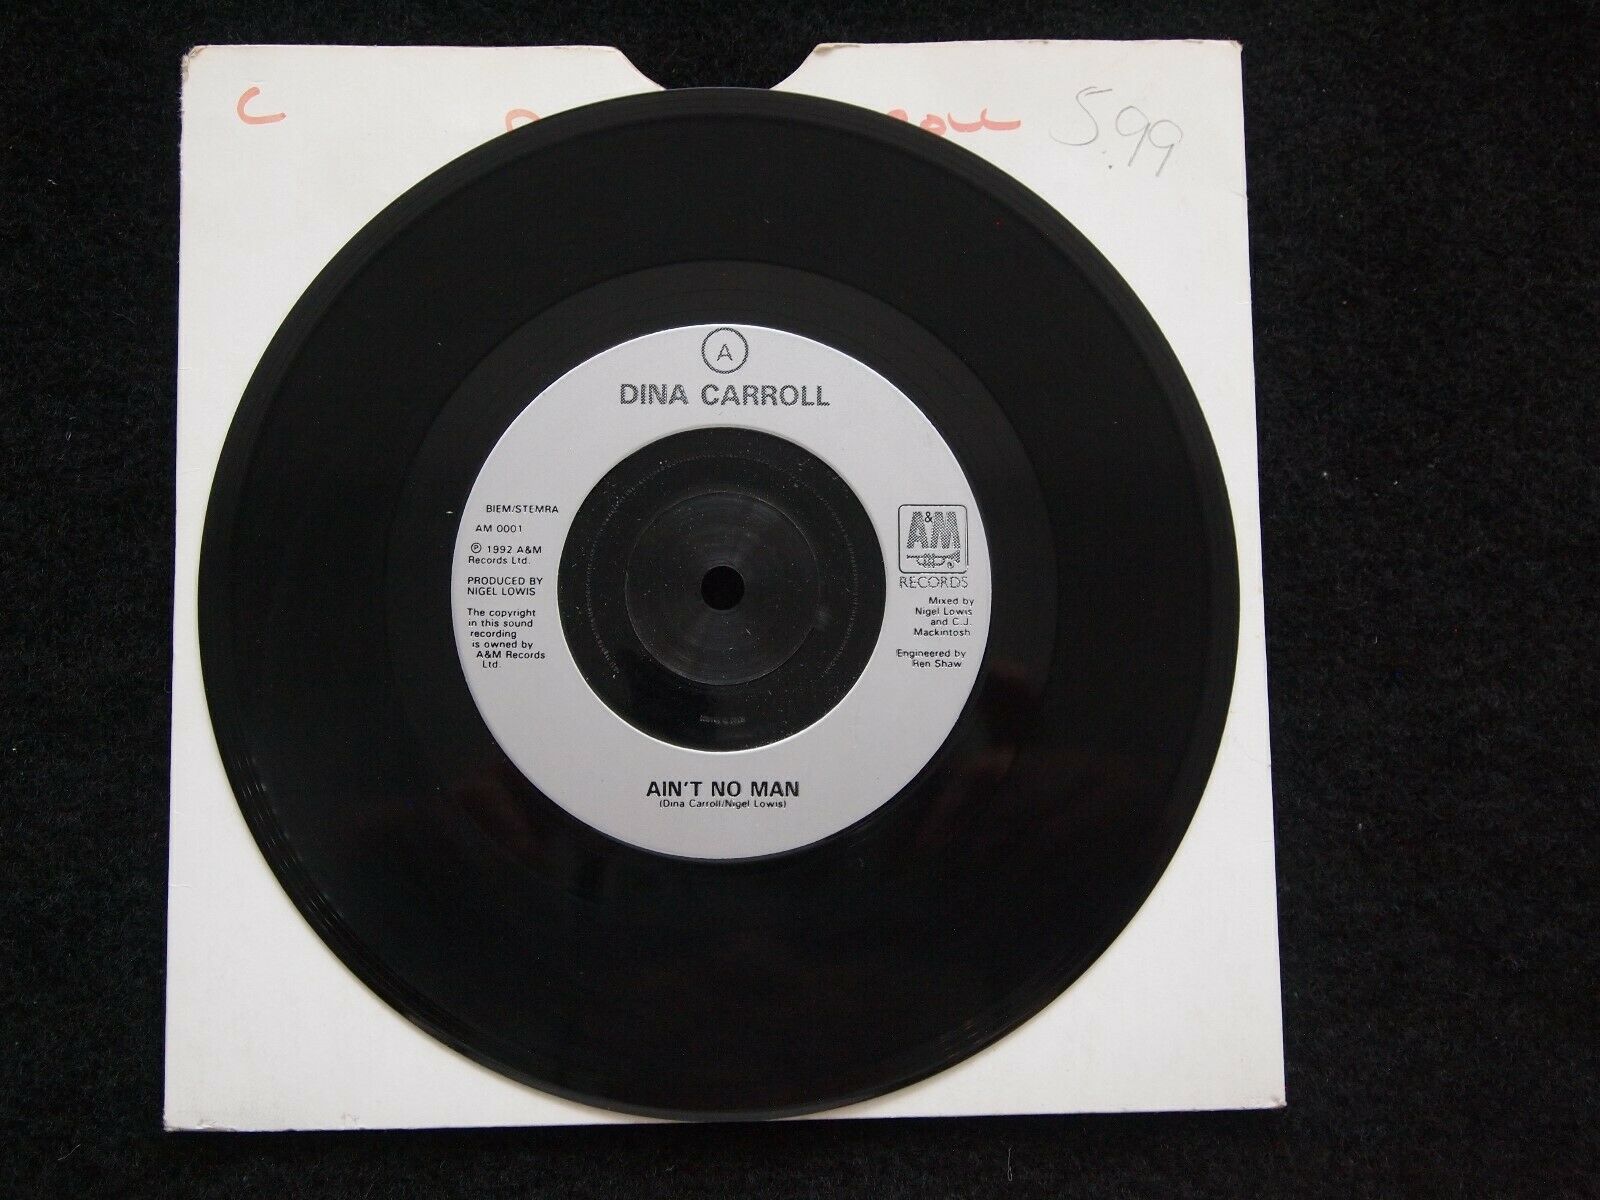 C
5.99
A
DINA CARROLL
BIEM/STEMRA
AM 0001
℗ 1992 A&M
Records Ltd.
PRODUCED BY
NIGEL LOWIS
The copyright
in this sound
recording
is owned by
A&M Records
Ltd.
A&M
RECORDS
Mixed by
Nigel Lowis
and C.J.
Mackintosh
Engineered by
Ren Shaw
AIN'T NO MAN
(Dina Carroll/Nigel Lowis)